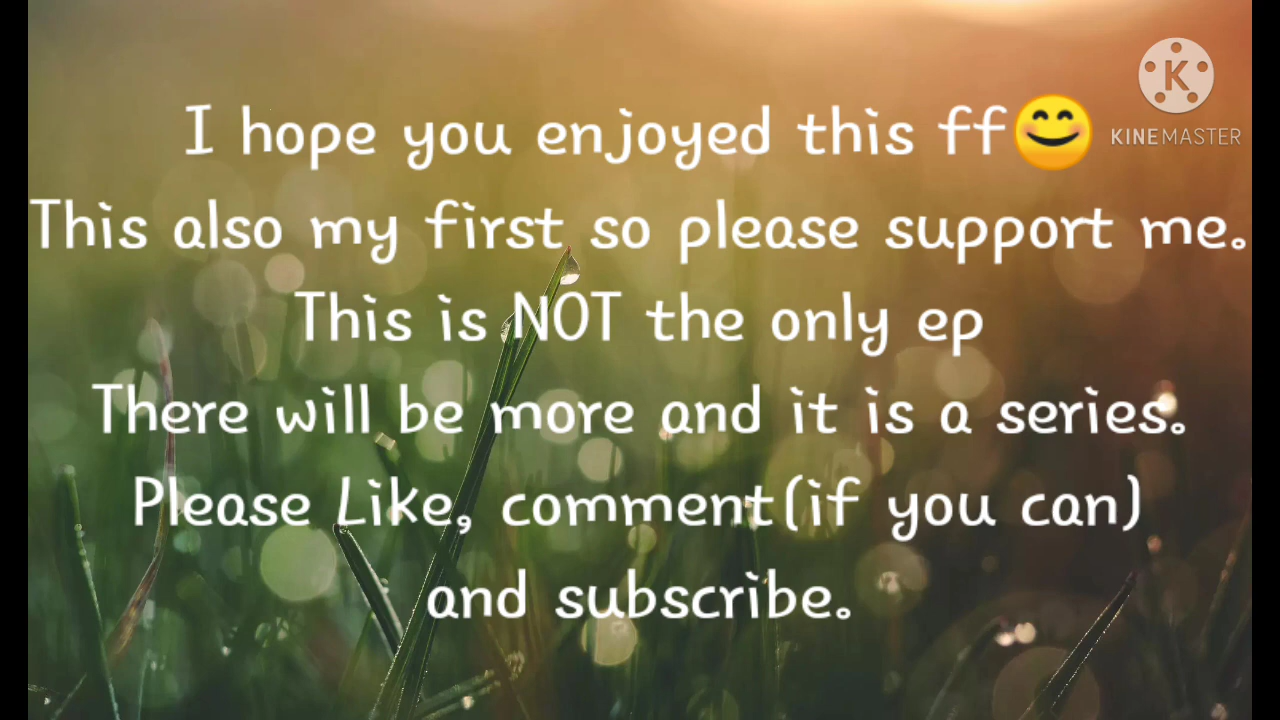 I hope you enjoyed this ff😊
This also my first so please support me.
This is NOT the only ep
There will be more and it is a series.
Please Like, comment(if you can)
and subscribe.
K
KINEMASTER